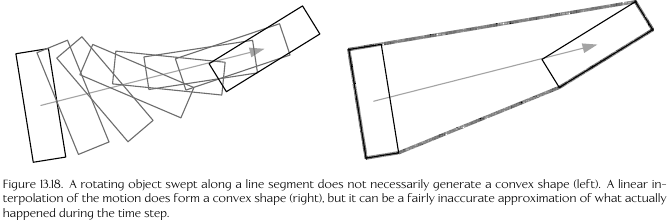 Figure 13.18. A rotating object swept along a line segment does not necessarily generate a convex shape (left). A linear in-
terpolation of the motion does form a convex shape (right), but it can be a fairly inaccurate approximation of what actually
happened during the time step.